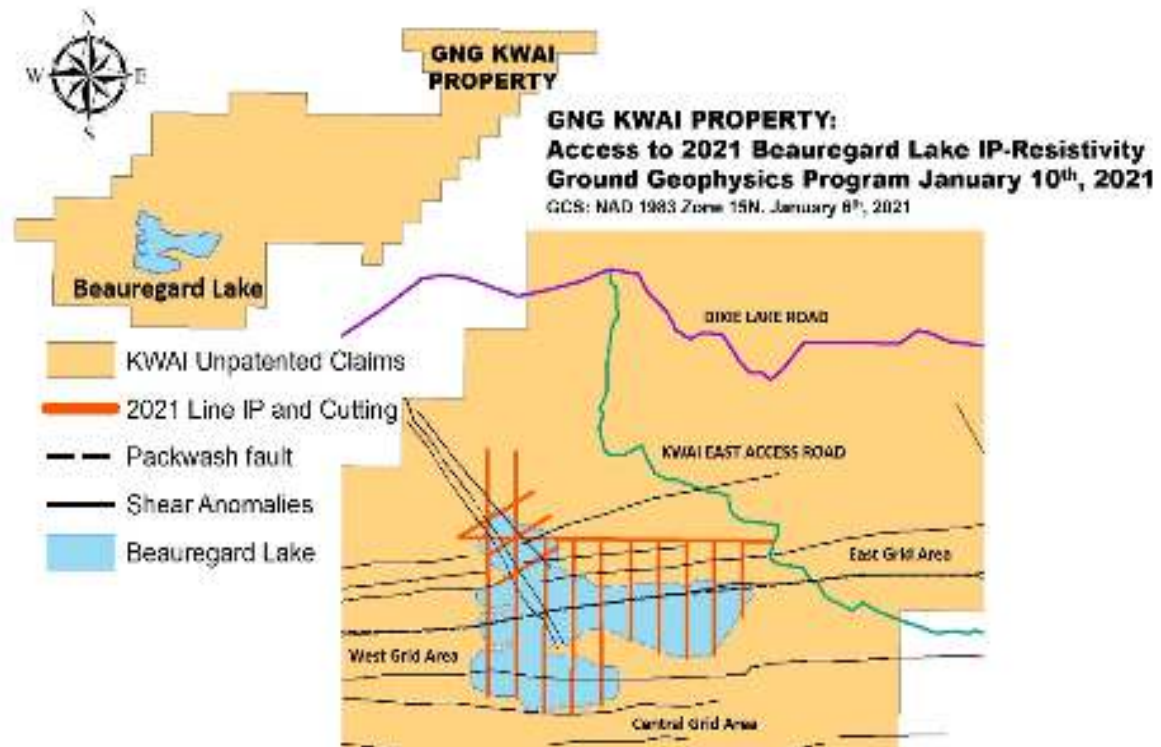 N
W E
S
GNG KWAI
PROPERTY
GNG KWAI PROPERTY:
Access to 2021 Beauregard Lake IP-Resistivity
Ground Geophysics Program January 10th, 2021
GCS: NAD 1983 Zone 15N. January 6th, 2021
Beauregard Lake
DIXIE LAKE ROAD
KWAI Unpatented Claims
2021 Line IP and Cutting
Packwash fault
Shear Anomalies
Beauregard Lake
KWAI EAST ACCESS ROAD
East Grid Area
West Grid Area
Central Grid Area